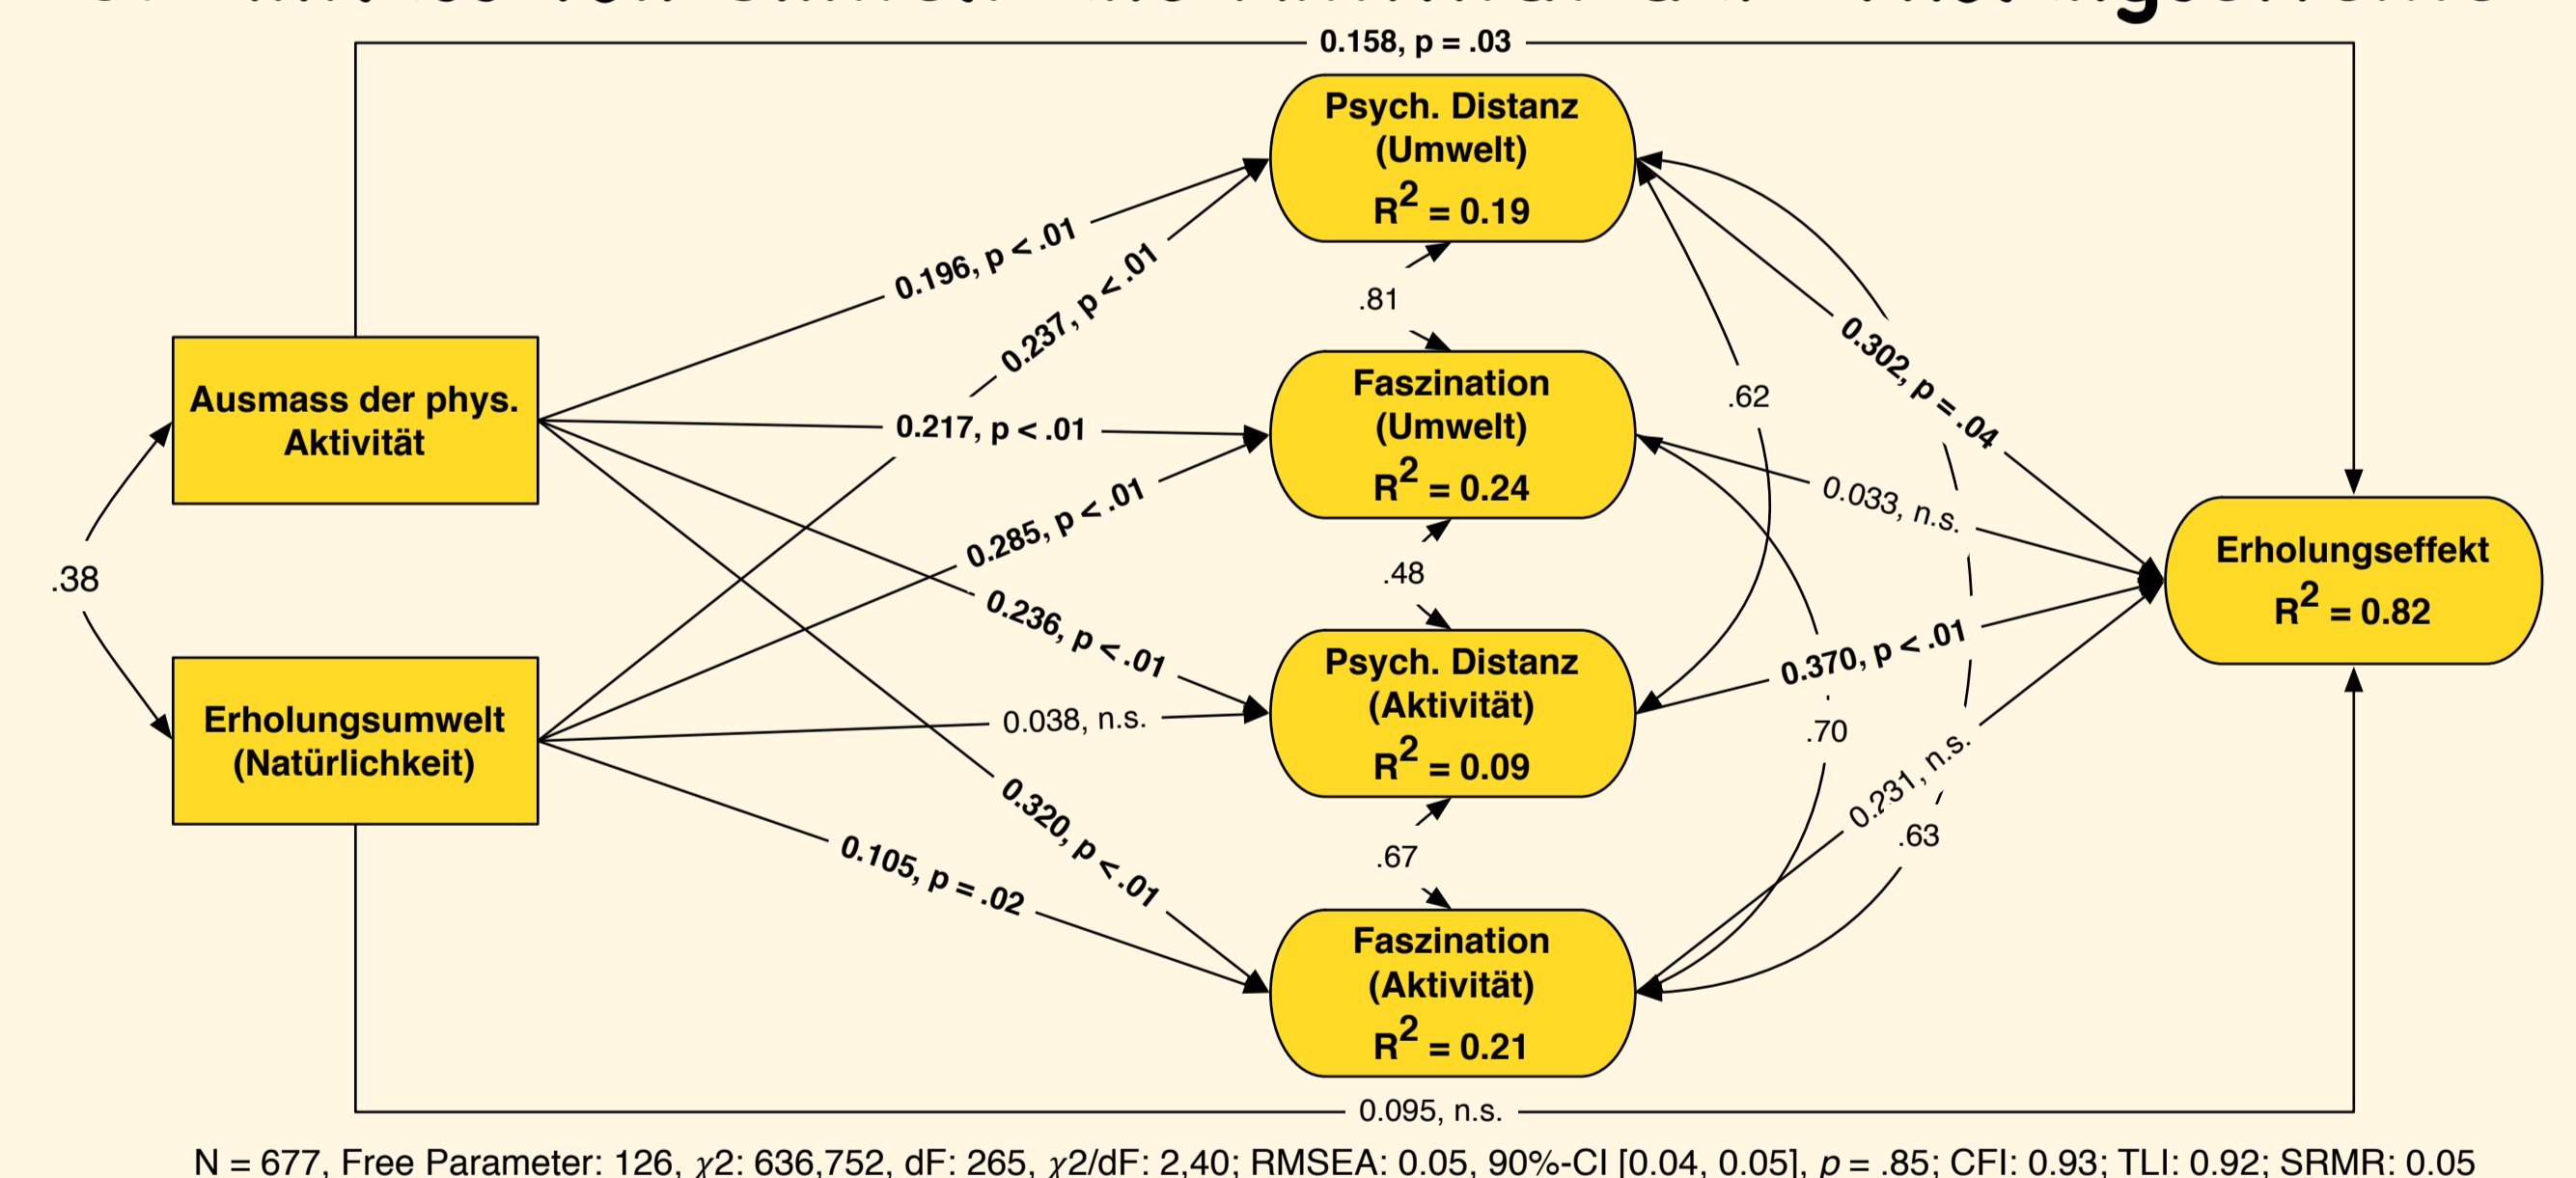 0.158, p = .03
Psych. Distanz
(Umwelt)
R2 = 0.19
0.196, p < .01
0.237, p < .01
.81
0.302, p = .04
Ausmass der phys.
Aktivität
Faszination
(Umwelt)
R2 = 0.24
.62
0.217, p < .01
0.033, n.s.
0.285, p < .01
.38
.48
Erholungseffekt
R2 = 0.82
0.236, p < .01
0.370, p < .01
Erholungsumwelt
(Natürlichkeit)
Psych. Distanz
(Aktivität)
R2 = 0.09
0.038, n.s.
.70
0.231, n.s.
0.320, p < .01
0.105, p = .02
.67
.63
Faszination
(Aktivität)
R2 = 0.21
0.095, n.s.
N = 677, Free Parameter: 126, χ2: 636,752, dF: 265, χ2/dF: 2,40; RMSEA: 0.05, 90%-CI [0.04, 0.05], p = .85; CFI: 0.93; TLI: 0.92; SRMR: 0.05